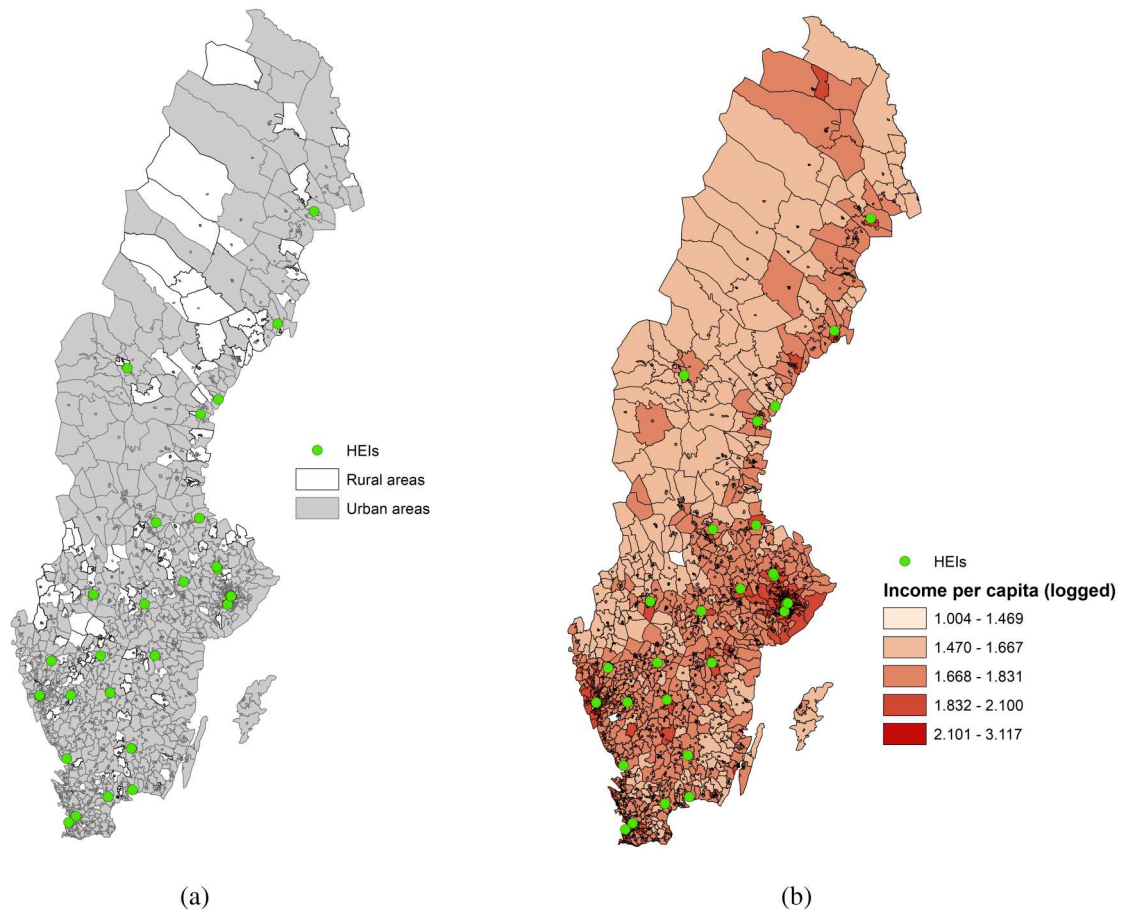 HEIs
Rural areas
Urban areas
HEIs
Income per capita (logged)
1.004 - 1.469
1.470 - 1.667
1.668 - 1.831
1.832 - 2.100
2.101 - 3.117
(a)
(b)